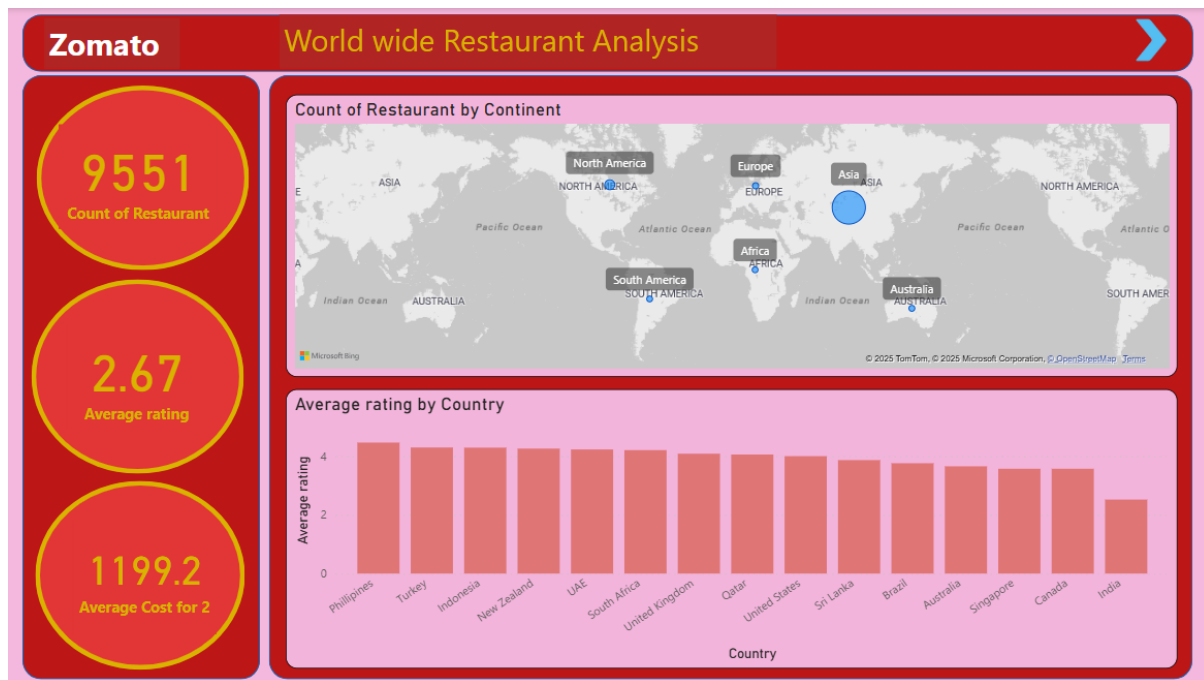 Zomato
World wide Restaurant Analysis
9551
Count of Restaurant
2.67
Average rating
1199.2
Average Cost for 2
Count of Restaurant by Continent
North America
Europe
Asia
ASIA
NORTH AMERICA
EUROPE
ASIA
NORTH AMERICA
E
Pacific Ocean
Atlantic Ocean
Pacific Ocean
Atlantic O
Africa
AFRICA
A
South America
SOUTH AMERICA
Australia
AUSTRALIA
Indian Ocean
AUSTRALIA
Indian Ocean
SOUTH AMER
Microsoft Bing
© 2025 TomTom, © 2025 Microsoft Corporation, © OpenStreetMap Terms
Average rating by Country
Average rating
4
2
0
Phillipines
Turkey
Indonesia
New Zealand
UAE
South Africa
United Kingdom
Qatar
United States
Sri Lanka
Brazil
Australia
Singapore
Canada
India
Country